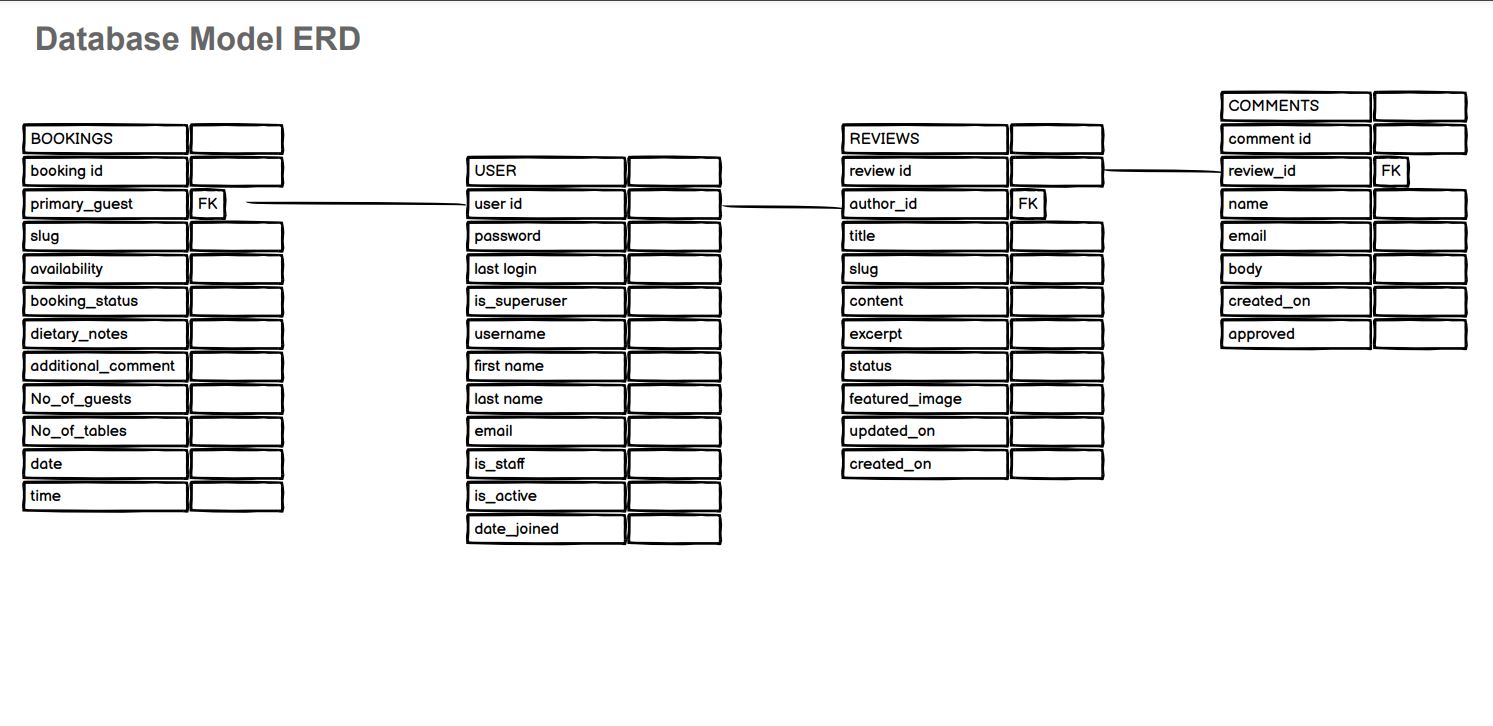 Database Model ERD
BOOKINGS
booking id
primary_guest FK
slug
availability
booking_status
dietary_notes
additional_comment
No_of_guests
No_of_tables
date
time
USER
user id
password
last login
is_superuser
username
first name
last name
email
is_staff
is_active
date_joined
REVIEWS
review id
author_id FK
title
slug
content
excerpt
status
featured_image
updated_on
created_on
COMMENTS
comment id
review_id FK
name
email
body
created_on
approved